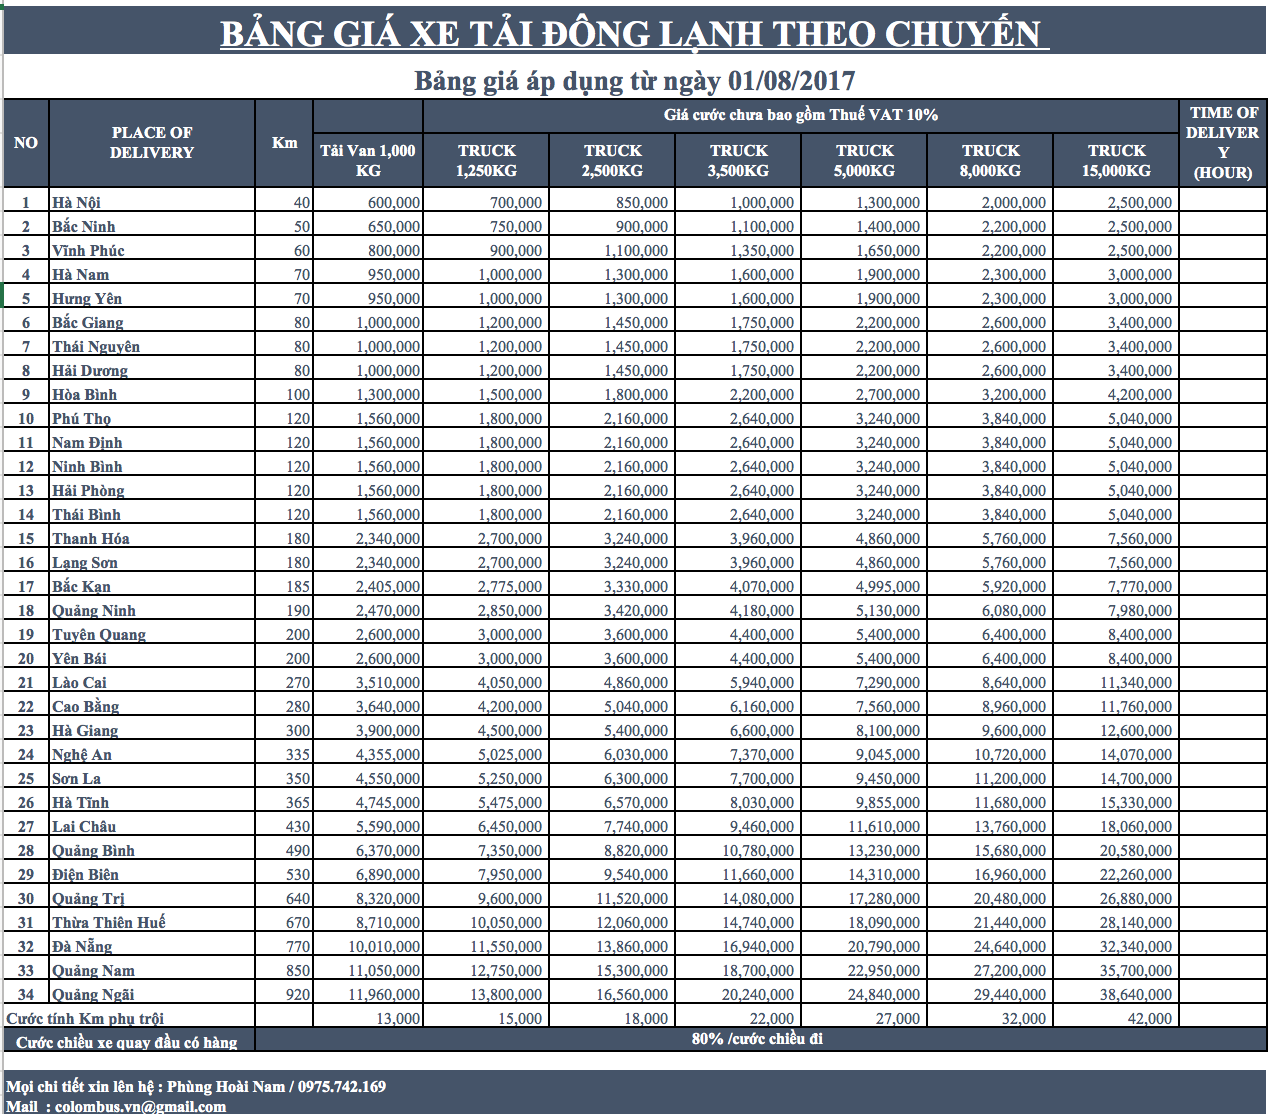 BẢNG GIÁ XE TẢI ĐÔNG LẠNH THEO CHUYẾN
Bảng giá áp dụng từ ngày 01/08/2017
NO PLACE OF DELIVERY Km Giá cước chưa bao gồm Thuế VAT 10% TIME OF DELIVERY (HOUR)
Tải Van 1,000 KG TRUCK 1,250KG TRUCK 2,500KG TRUCK 3,500KG TRUCK 5,000KG TRUCK 8,000KG TRUCK 15,000KG
1 Hà Nội 40 600,000 700,000 850,000 1,000,000 1,300,000 2,000,000 2,500,000
2 Bắc Ninh 50 650,000 750,000 900,000 1,100,000 1,400,000 2,200,000 2,500,000
3 Vĩnh Phúc 60 800,000 900,000 1,100,000 1,350,000 1,650,000 2,200,000 2,500,000
4 Hà Nam 70 950,000 1,000,000 1,300,000 1,600,000 1,900,000 2,300,000 3,000,000
5 Hưng Yên 70 950,000 1,000,000 1,300,000 1,600,000 1,900,000 2,300,000 3,000,000
6 Bắc Giang 80 1,000,000 1,200,000 1,450,000 1,750,000 2,200,000 2,600,000 3,400,000
7 Thái Nguyên 80 1,000,000 1,200,000 1,450,000 1,750,000 2,200,000 2,600,000 3,400,000
8 Hải Dương 80 1,000,000 1,200,000 1,450,000 1,750,000 2,200,000 2,600,000 3,400,000
9 Hòa Bình 100 1,300,000 1,500,000 1,800,000 2,200,000 2,700,000 3,200,000 4,200,000
10 Phú Thọ 120 1,560,000 1,800,000 2,160,000 2,640,000 3,240,000 3,840,000 5,040,000
11 Nam Định 120 1,560,000 1,800,000 2,160,000 2,640,000 3,240,000 3,840,000 5,040,000
12 Ninh Bình 120 1,560,000 1,800,000 2,160,000 2,640,000 3,240,000 3,840,000 5,040,000
13 Hải Phòng 120 1,560,000 1,800,000 2,160,000 2,640,000 3,240,000 3,840,000 5,040,000
14 Thái Bình 120 1,560,000 1,800,000 2,160,000 2,640,000 3,240,000 3,840,000 5,040,000
15 Thanh Hóa 180 2,340,000 2,700,000 3,240,000 3,960,000 4,860,000 5,760,000 7,560,000
16 Lạng Sơn 180 2,340,000 2,700,000 3,240,000 3,960,000 4,860,000 5,760,000 7,560,000
17 Bắc Kạn 185 2,405,000 2,775,000 3,330,000 4,070,000 4,995,000 5,920,000 7,770,000
18 Quảng Ninh 190 2,470,000 2,850,000 3,420,000 4,180,000 5,130,000 6,080,000 7,980,000
19 Tuyên Quang 200 2,600,000 3,000,000 3,600,000 4,400,000 5,400,000 6,400,000 8,400,000
20 Yên Bái 200 2,600,000 3,000,000 3,600,000 4,400,000 5,400,000 6,400,000 8,400,000
21 Lào Cai 270 3,510,000 4,050,000 4,860,000 5,940,000 7,290,000 8,640,000 11,340,000
22 Cao Bằng 280 3,640,000 4,200,000 5,040,000 6,160,000 7,560,000 8,960,000 11,760,000
23 Hà Giang 300 3,900,000 4,500,000 5,400,000 6,600,000 8,100,000 9,600,000 12,600,000
24 Nghệ An 335 4,355,000 5,025,000 6,030,000 7,370,000 9,045,000 10,720,000 14,070,000
25 Sơn La 350 4,550,000 5,250,000 6,300,000 7,700,000 9,450,000 11,200,000 14,700,000
26 Hà Tĩnh 365 4,745,000 5,475,000 6,570,000 8,030,000 9,855,000 11,680,000 15,330,000
27 Lai Châu 430 5,590,000 6,450,000 7,740,000 9,460,000 11,610,000 13,760,000 18,060,000
28 Quảng Bình 490 6,370,000 7,350,000 8,820,000 10,780,000 13,230,000 15,680,000 20,580,000
29 Điện Biên 530 6,890,000 7,950,000 9,540,000 11,660,000 14,310,000 16,960,000 22,260,000
30 Quảng Trị 640 8,320,000 9,600,000 11,520,000 14,080,000 17,280,000 20,480,000 26,880,000
31 Thừa Thiên Huế 670 8,710,000 10,050,000 12,060,000 14,740,000 18,090,000 21,440,000 28,140,000
32 Đà Nẵng 770 10,010,000 11,550,000 13,860,000 16,940,000 20,790,000 24,640,000 32,340,000
33 Quảng Nam 850 11,050,000 12,750,000 15,300,000 18,700,000 22,950,000 27,200,000 35,700,000
34 Quảng Ngãi 920 11,960,000 13,800,000 16,560,000 20,240,000 24,840,000 29,440,000 38,640,000
Cước tính Km phụ trội 13,000 15,000 18,000 22,000 27,000 32,000 42,000
Cước chiều xe quay đầu có hàng 80% /cước chiều đi
Mọi chi tiết xin lên hệ : Phùng Hoài Nam / 0975.742.169
Mail : colombus.vn@gmail.com